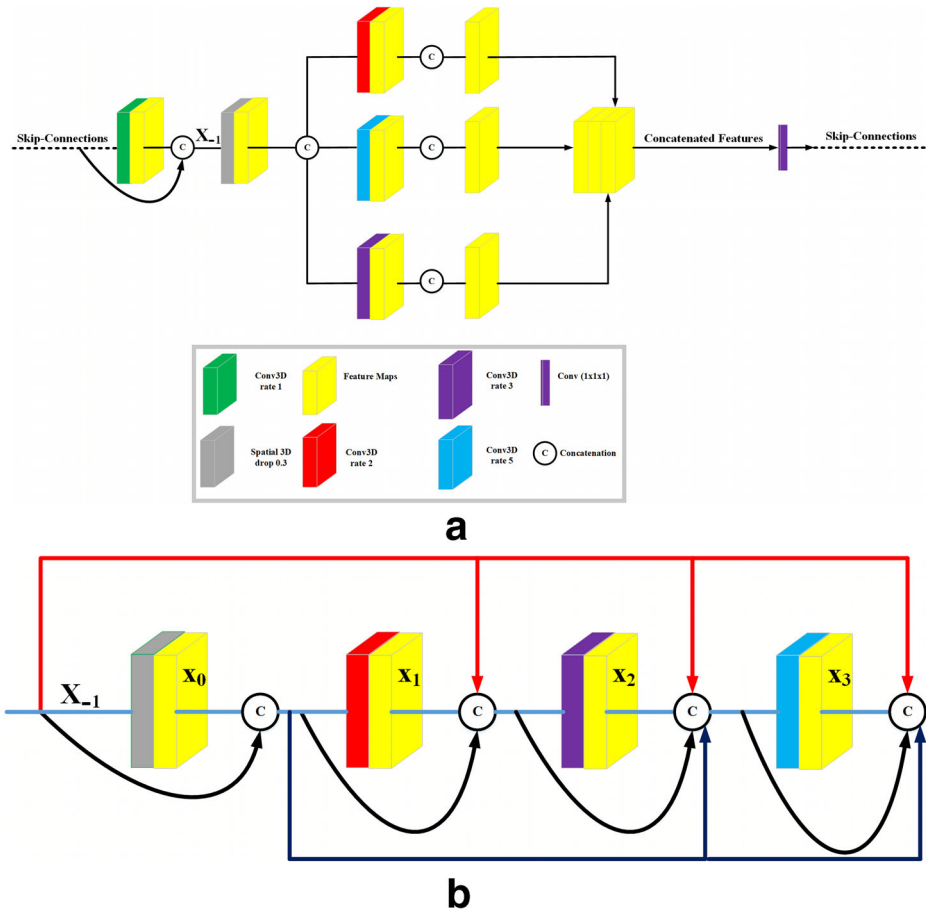 C
C
Skip-Connections
X-1
C
C
C
Concatenated Features
Skip-Connections
C
Conv3D
rate 1
Feature Maps
Conv3D
rate 3
Conv (1x1x1)
Spatial 3D
drop 0.3
Conv3D
rate 2
Conv3D
rate 5
C
Concatenation
a
X-1
x0
C
x1
C
x2
C
x3
C
b